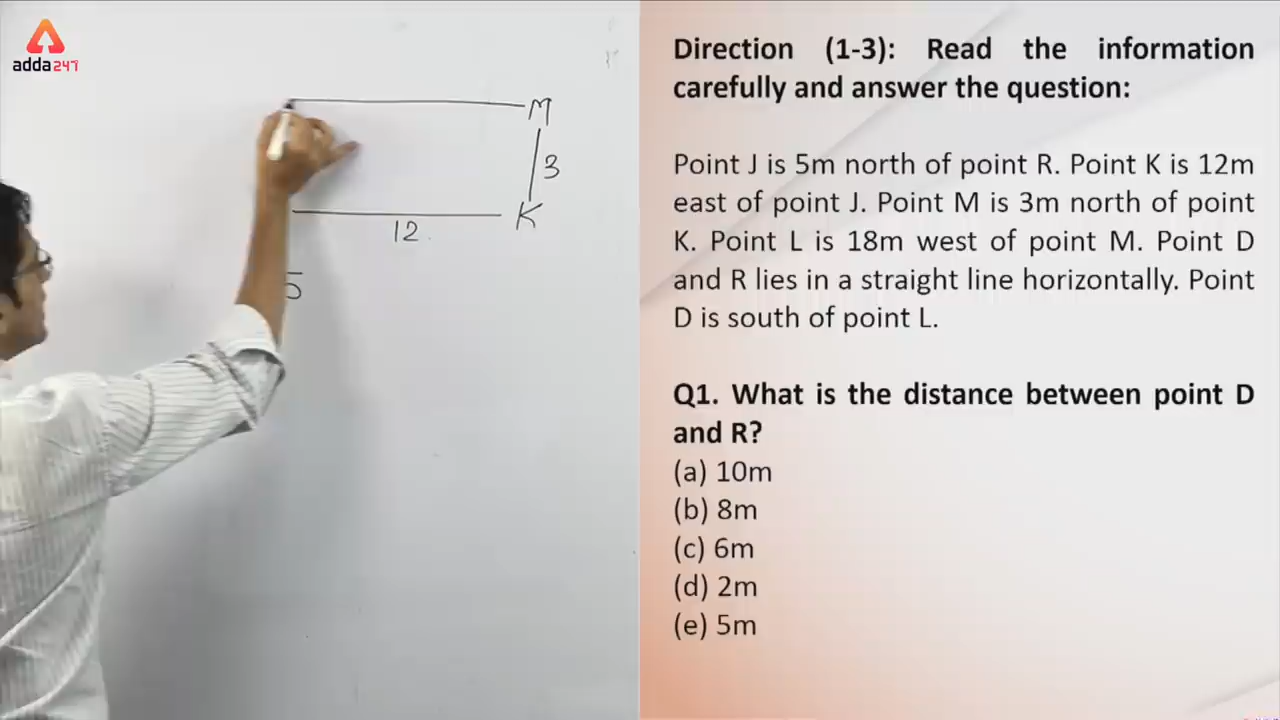 adda247
M
3
K
12
5
Direction (1-3): Read the information
carefully and answer the question:
Point J is 5m north of point R. Point K is 12m
east of point J. Point M is 3m north of point
K. Point L is 18m west of point M. Point D
and R lies in a straight line horizontally. Point
D is south of point L.
Q1. What is the distance between point D
and R?
(a) 10m
(b) 8m
(c) 6m
(d) 2m
(e) 5m